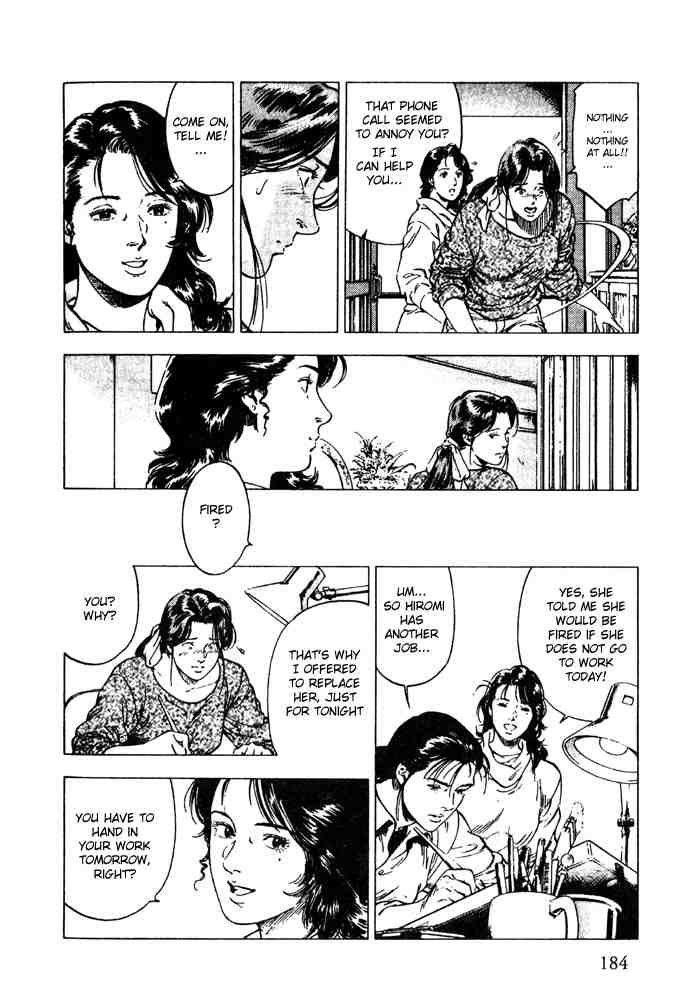 NOTHING
...
NOTHING
AT ALL!!
...
THAT PHONE
CALL SEEMED
TO ANNOY YOU?
IF I
CAN HELP
YOU...
COME ON,
TELL ME!
...
FIRED
?
YES, SHE
TOLD ME SHE
WOULD BE
FIRED IF SHE
DOES NOT GO
TO WORK
TODAY!
UM...
SO HIROMI
HAS
ANOTHER
JOB...
THAT'S WHY
I OFFERED
TO REPLACE
HER, JUST
FOR TONIGHT
YOU?
WHY?
YOU HAVE TO
HAND IN
YOUR WORK
TOMORROW,
RIGHT?
184